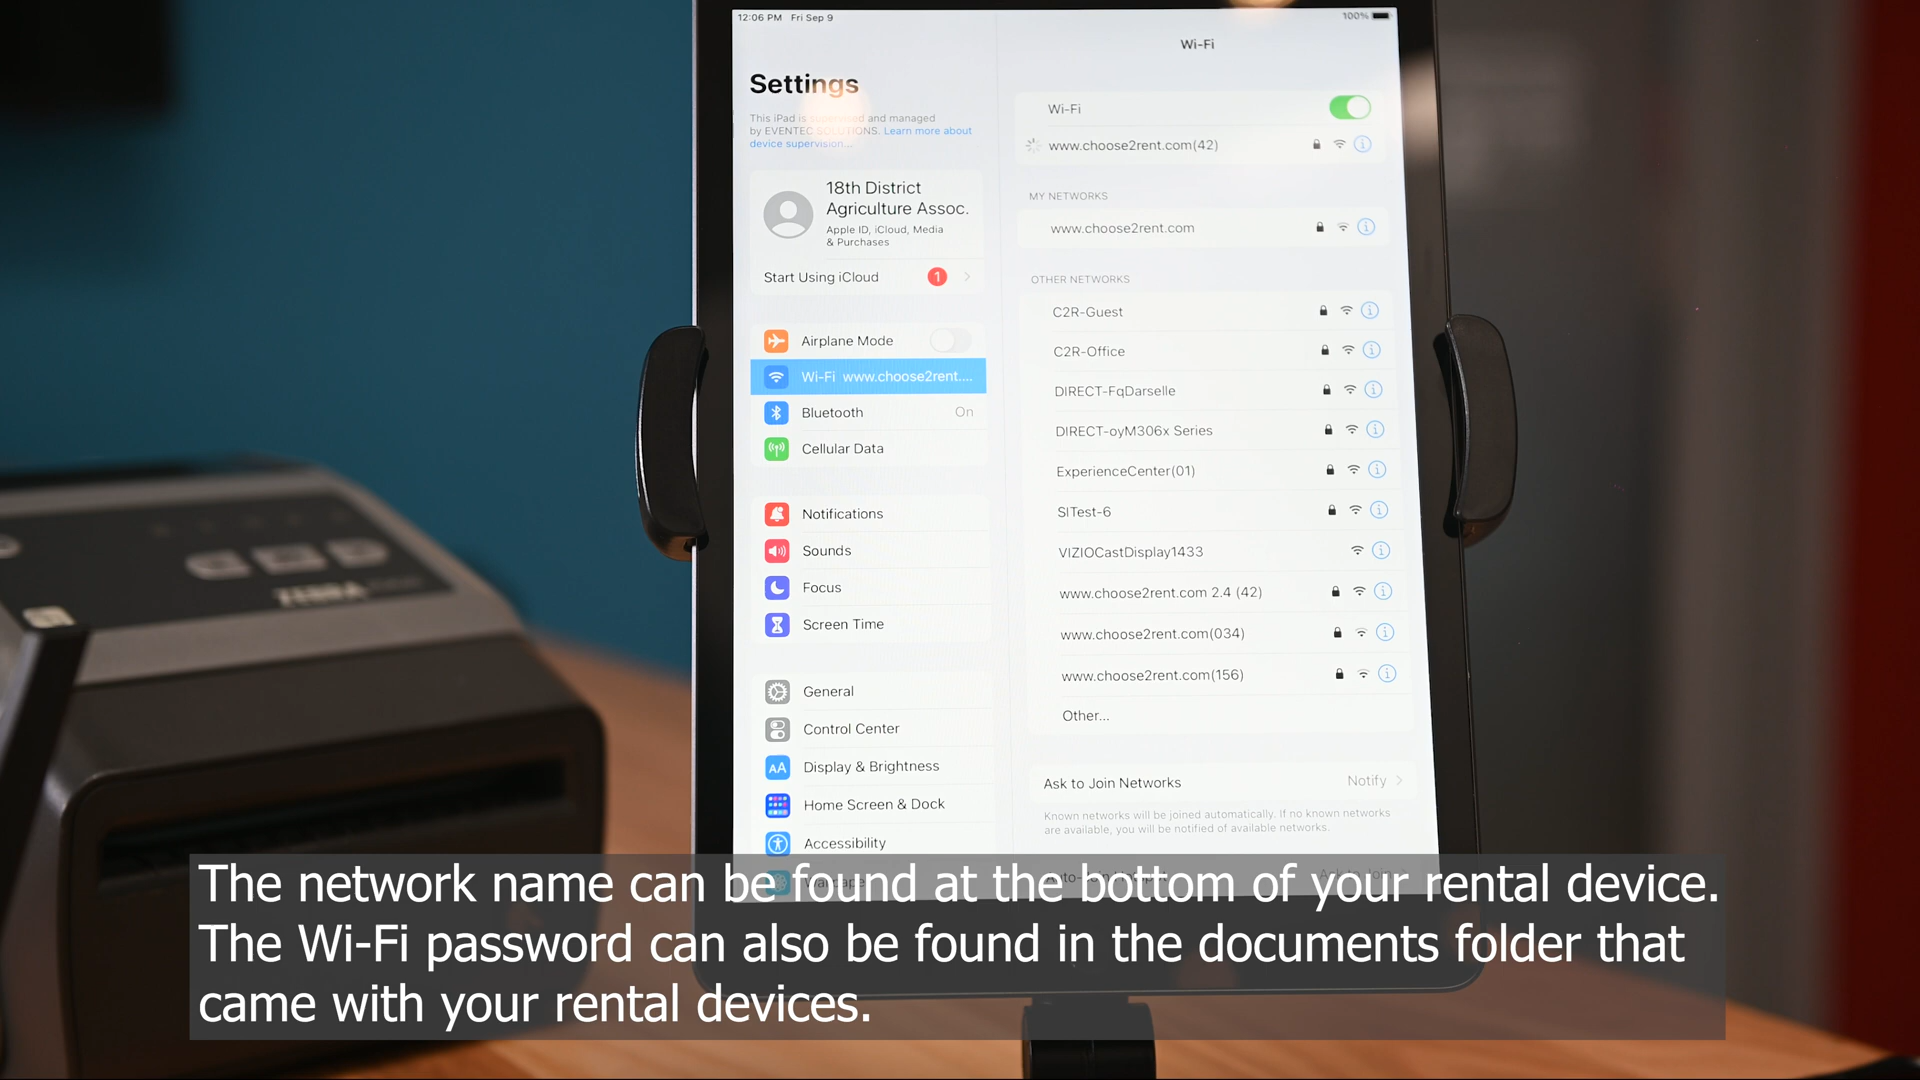 12:06 PM Fri Sep 9
100%
Settings
This iPad is supervised and managed
by EVENTEC SOLUTIONS. Learn more about
device supervision...
18th District
Agriculture Assoc.
Apple ID, iCloud, Media
& Purchases
Start Using iCloud 1
Airplane Mode
Wi-Fi www.choose2rent....
Bluetooth On
Cellular Data
Notifications
Sounds
Focus
Screen Time
General
Control Center
AA Display & Brightness
Home Screen & Dock
Accessibility
Wi-Fi
Wi-Fi
www.choose2rent.com(42)
MY NETWORKS
www.choose2rent.com
OTHER NETWORKS
C2R-Guest
C2R-Office
DIRECT-FqDarselle
DIRECT-oyM306x Series
ExperienceCenter(01)
SITest-6
VIZIOCastDisplay1433
www.choose2rent.com 2.4 (42)
www.choose2rent.com(034)
www.choose2rent.com(156)
Other...
Ask to Join Networks Notify
Known networks will be joined automatically. If no known networks
are available, you will be notified of available networks.
ZEBRA
The network name can be found at the bottom of your rental device.
The Wi-Fi password can also be found in the documents folder that
came with your rental devices.